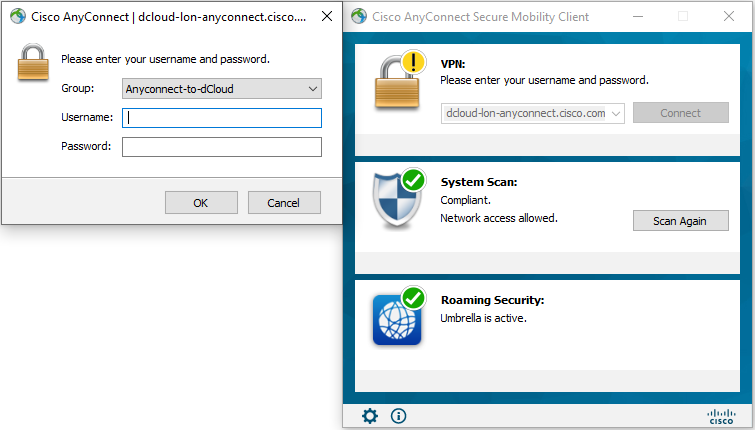 Cisco AnyConnect | dcloud-lon-anyconnect.cisco....
Please enter your username and password.
Group: Anyconnect-to-dCloud
Username:
Password:
OK Cancel
Cisco AnyConnect Secure Mobility Client
VPN:
Please enter your username and password.
dcloud-lon-anyconnect.cisco.com Connect
System Scan:
Compliant.
Network access allowed.
Scan Again
Roaming Security:
Umbrella is active.
CISCO